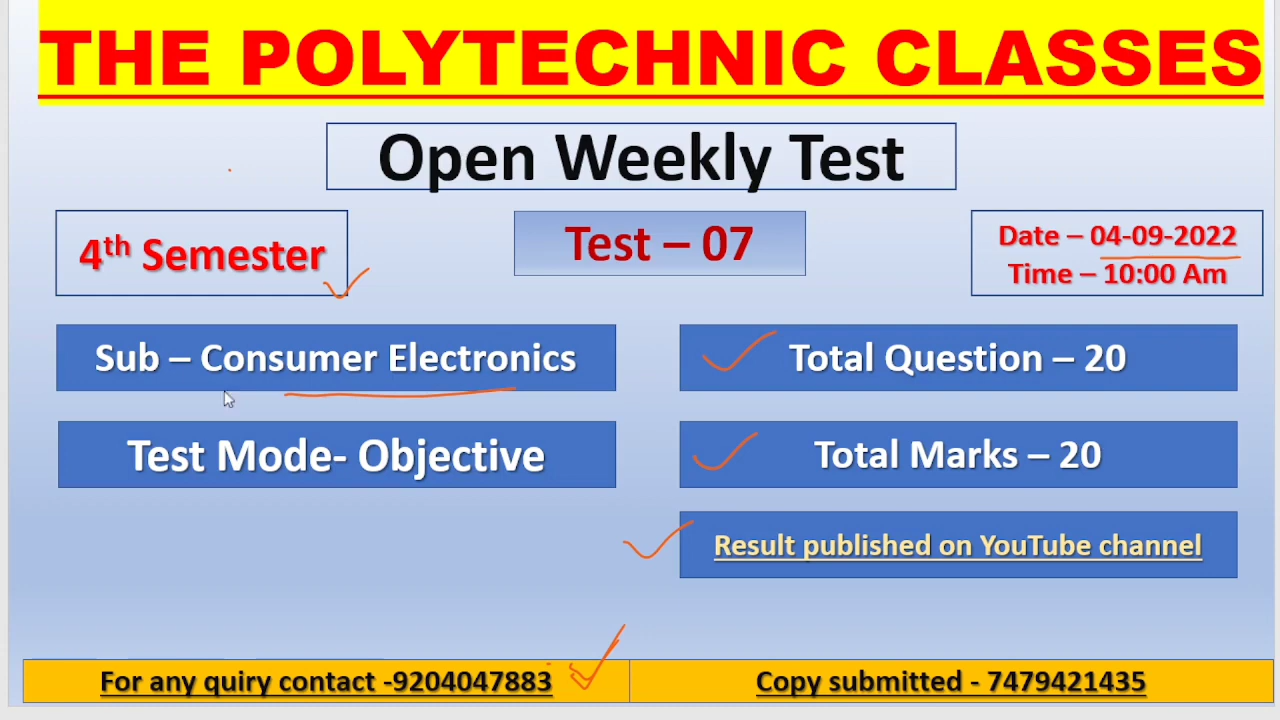 THE POLYTECHNIC CLASSES
Open Weekly Test
4th Semester
Test – 07
Date – 04-09-2022
Time – 10:00 Am
Sub – Consumer Electronics
Total Question – 20
Test Mode- Objective
Total Marks – 20
Result published on YouTube channel
For any quiry contact -9204047883
Copy submitted - 7479421435